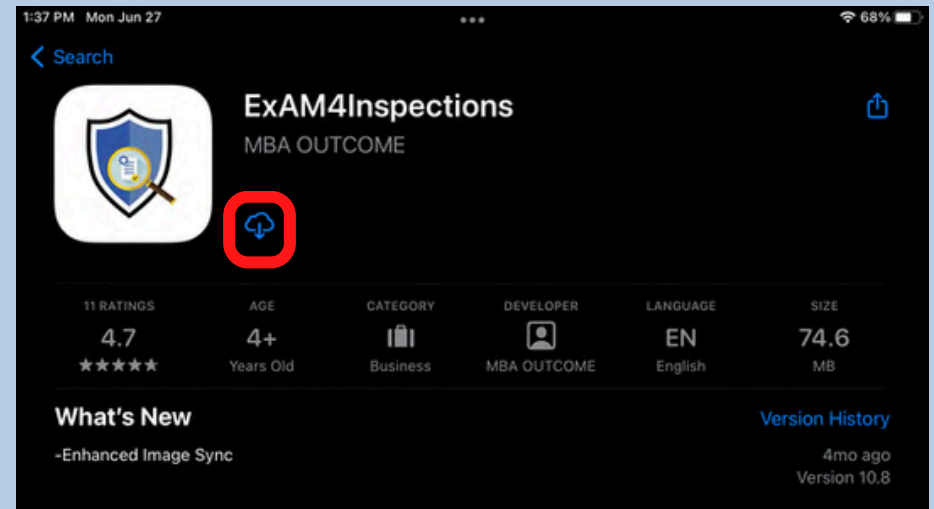 1:37 PM Mon Jun 27
68%
Search
ExAM4Inspections
MBA OUTCOME
11 RATINGS AGE CATEGORY DEVELOPER LANGUAGE SIZE
4.7 4+ EN 74.6
Years Old Business MBA OUTCOME English MB
What's New Version History
-Enhanced Image Sync 4mo ago
Version 10.8